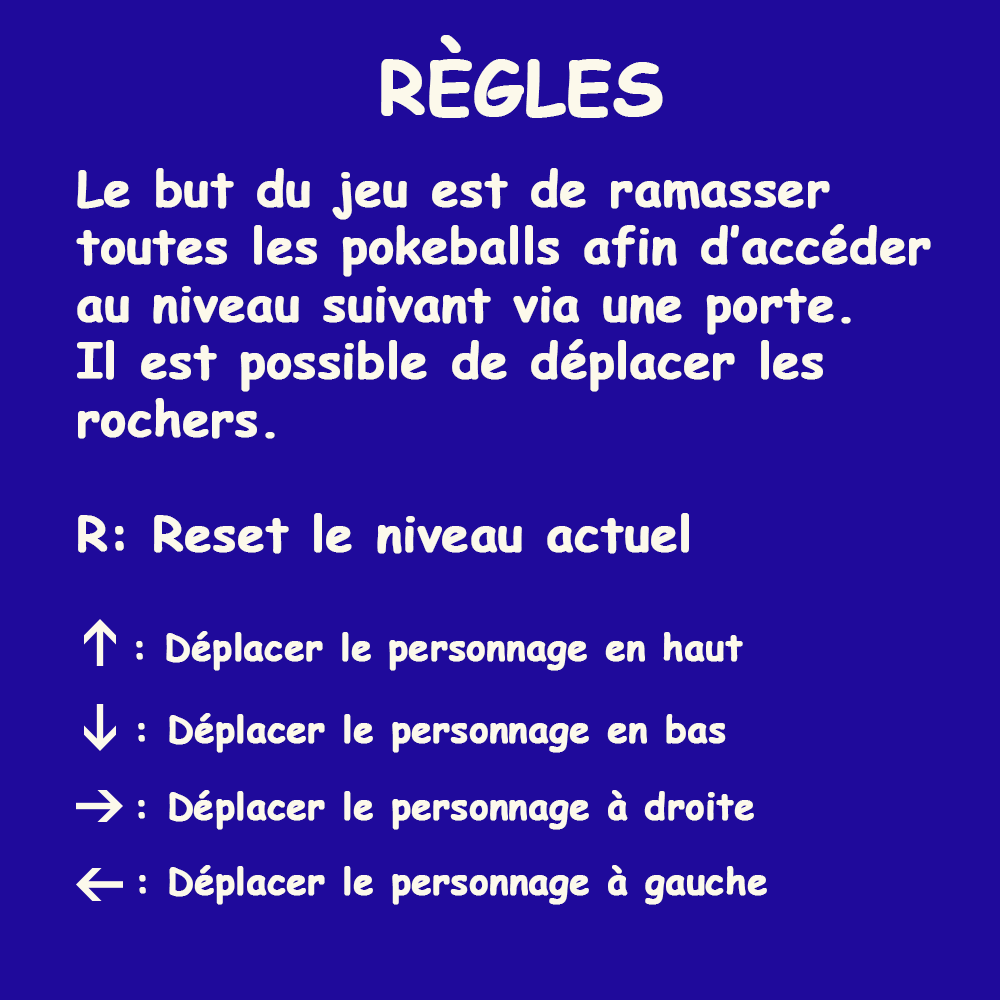 RÈGLES
Le but du jeu est de ramasser
toutes les pokeballs afin d'accéder
au niveau suivant via une porte.
Il est possible de déplacer les
rochers.
R: Reset le niveau actuel
↑ : Déplacer le personnage en haut
↓ : Déplacer le personnage en bas
→ : Déplacer le personnage à droite
← : Déplacer le personnage à gauche